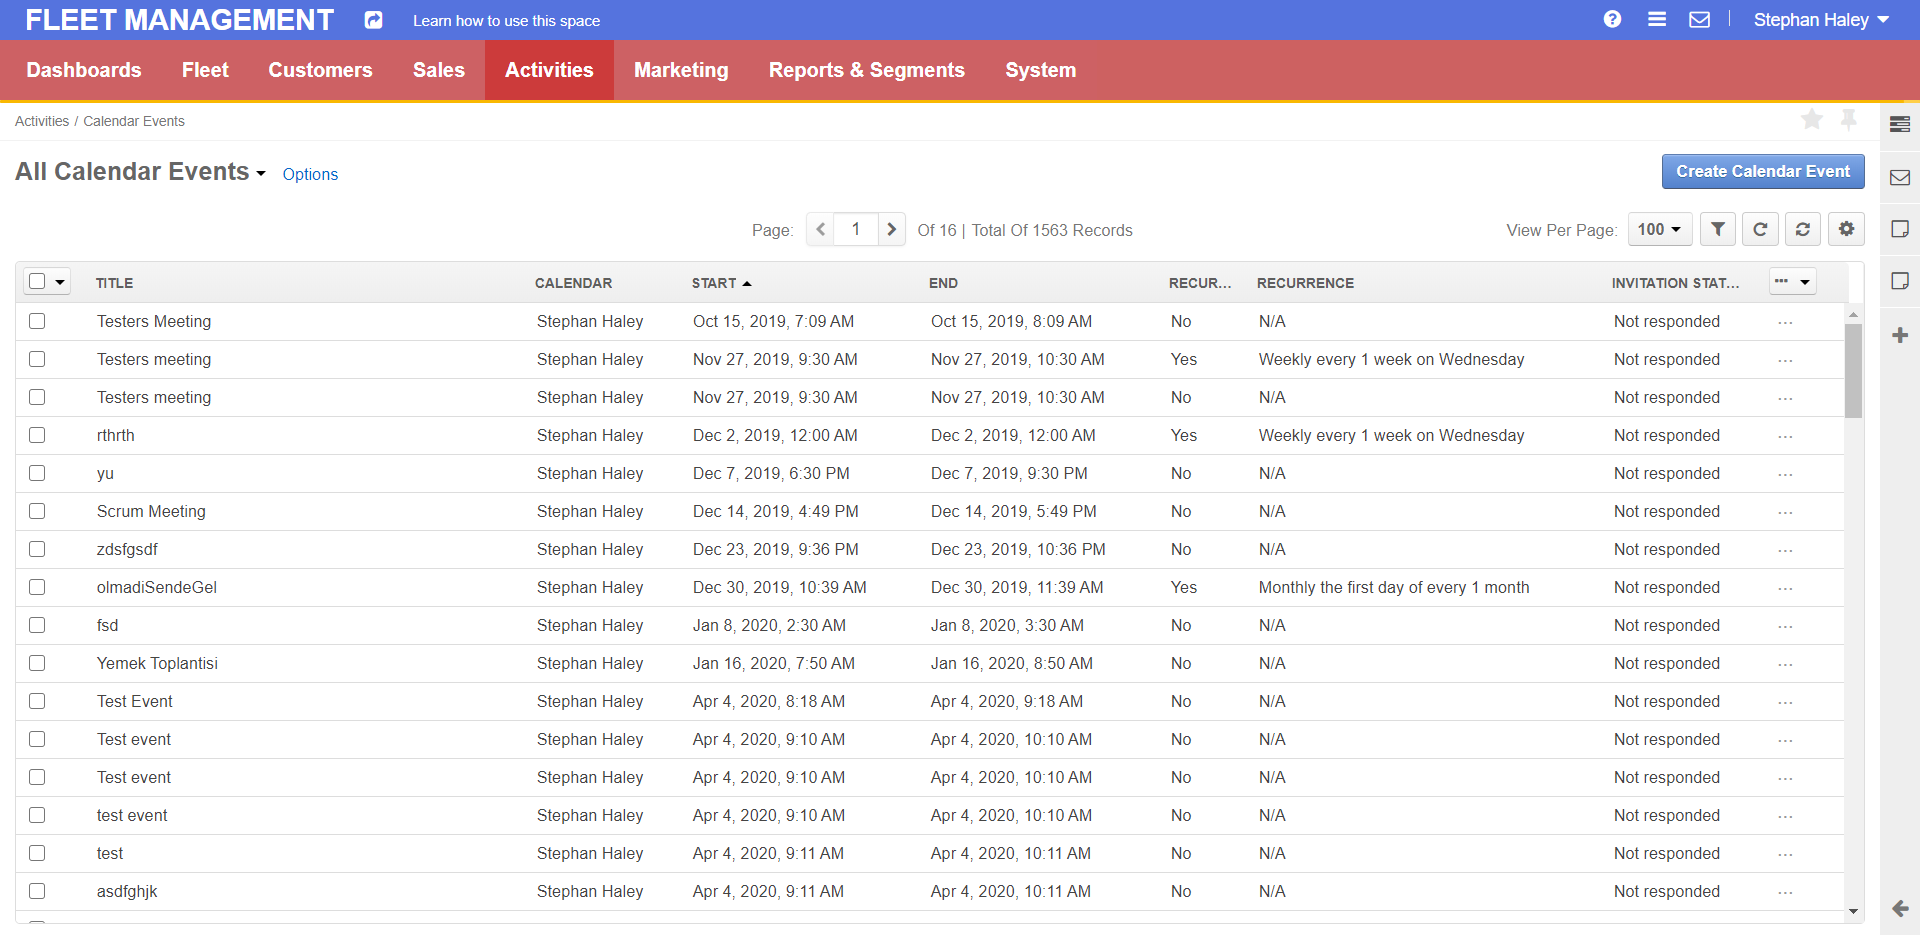 FLEET MANAGEMENT Learn how to use this space Stephan Haley
Dashboards Fleet Customers Sales Activities Marketing Reports & Segments System
Activities / Calendar Events
All Calendar Events Options Create Calendar Event
Page: 1 Of 16 | Total Of 1563 Records View Per Page: 100
TITLE CALENDAR START END RECUR... RECURRENCE INVITATION STAT...
Testers Meeting Stephan Haley Oct 15, 2019, 7:09 AM Oct 15, 2019, 8:09 AM No N/A Not responded ...
Testers meeting Stephan Haley Nov 27, 2019, 9:30 AM Nov 27, 2019, 10:30 AM Yes Weekly every 1 week on Wednesday Not responded ...
Testers meeting Stephan Haley Nov 27, 2019, 9:30 AM Nov 27, 2019, 10:30 AM No N/A Not responded ...
rthrth Stephan Haley Dec 2, 2019, 12:00 AM Dec 2, 2019, 12:00 AM Yes Weekly every 1 week on Wednesday Not responded ...
yu Stephan Haley Dec 7, 2019, 6:30 PM Dec 7, 2019, 9:30 PM No N/A Not responded ...
Scrum Meeting Stephan Haley Dec 14, 2019, 4:49 PM Dec 14, 2019, 5:49 PM No N/A Not responded ...
zdsfgsdf Stephan Haley Dec 23, 2019, 9:36 PM Dec 23, 2019, 10:36 PM No N/A Not responded ...
olmadiSendeGel Stephan Haley Dec 30, 2019, 10:39 AM Dec 30, 2019, 11:39 AM Yes Monthly the first day of every 1 month Not responded ...
fsd Stephan Haley Jan 8, 2020, 2:30 AM Jan 8, 2020, 3:30 AM No N/A Not responded ...
Yemek Toplantisi Stephan Haley Jan 16, 2020, 7:50 AM Jan 16, 2020, 8:50 AM No N/A Not responded ...
Test Event Stephan Haley Apr 4, 2020, 8:18 AM Apr 4, 2020, 9:18 AM No N/A Not responded ...
Test event Stephan Haley Apr 4, 2020, 9:10 AM Apr 4, 2020, 10:10 AM No N/A Not responded ...
Test event Stephan Haley Apr 4, 2020, 9:10 AM Apr 4, 2020, 10:10 AM No N/A Not responded ...
test event Stephan Haley Apr 4, 2020, 9:10 AM Apr 4, 2020, 10:10 AM No N/A Not responded ...
test Stephan Haley Apr 4, 2020, 9:11 AM Apr 4, 2020, 10:11 AM No N/A Not responded ...
asdfghjk Stephan Haley Apr 4, 2020, 9:11 AM Apr 4, 2020, 10:11 AM No N/A Not responded ...